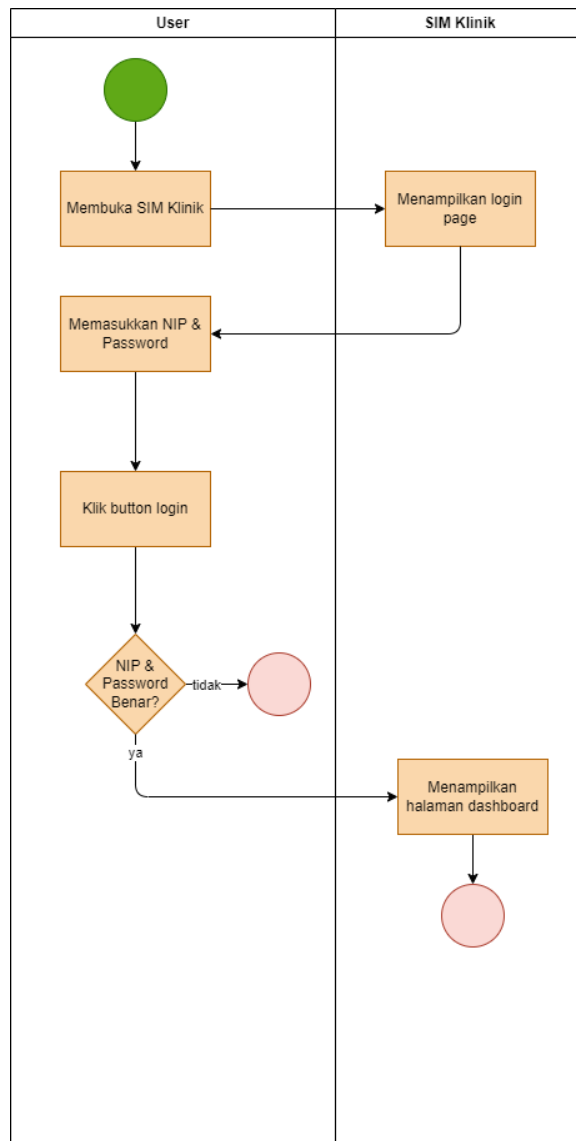 User
SIM Klinik
Membuka SIM Klinik
Menampilkan login
page
Memasukkan NIP &
Password
Klik button login
NIP &
Password
Benar?
tidak
ya
Menampilkan
halaman dashboard